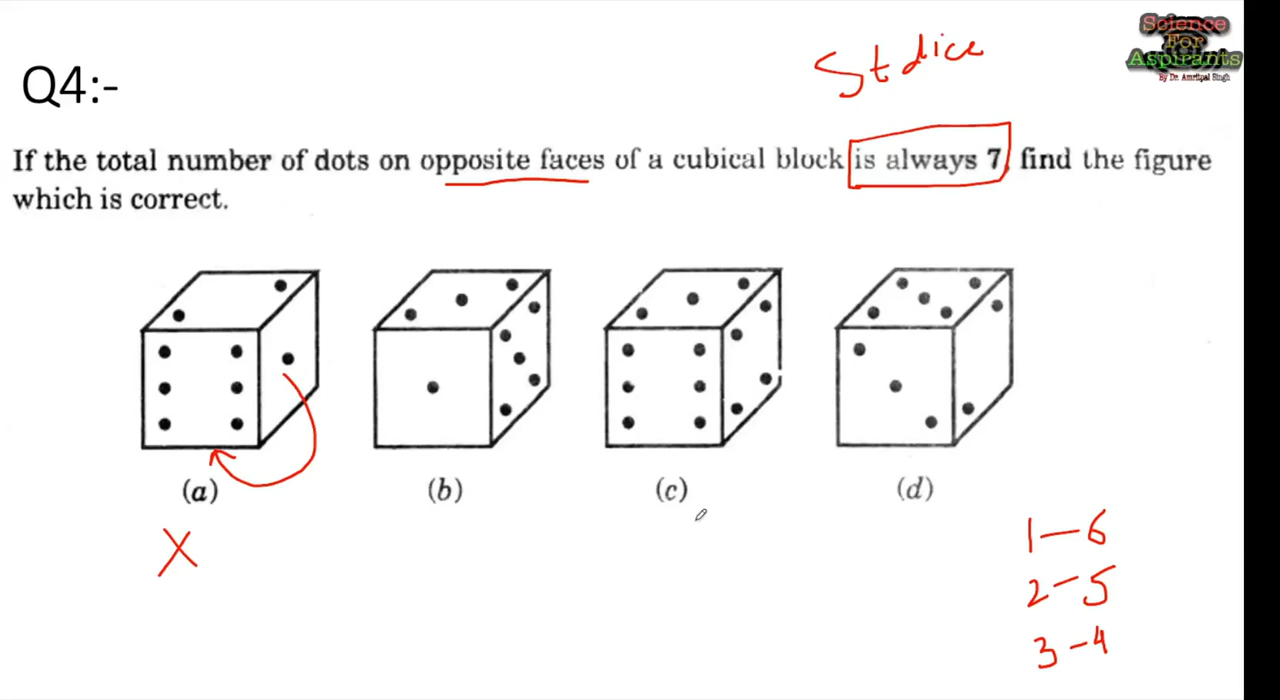 Science
For
Aspirants
By Dr. Amritpal Singh
St dice
Q4:-
If the total number of dots on opposite faces of a cubical block is always 7, find the figure
which is correct.
(a) (b) (c) (d)
X
1—6
2—5
3—4